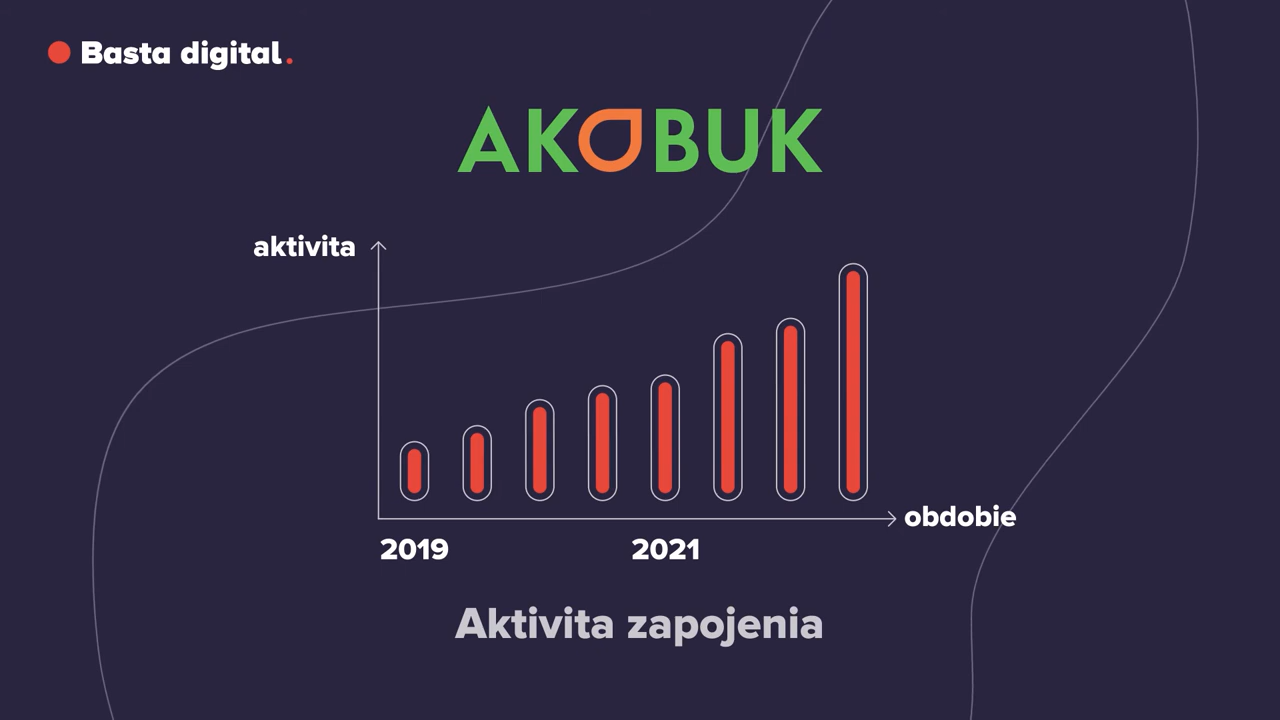 Basta digital.
AKOBUK
aktivita
obdobie
2019 2021
Aktivita zapojenia